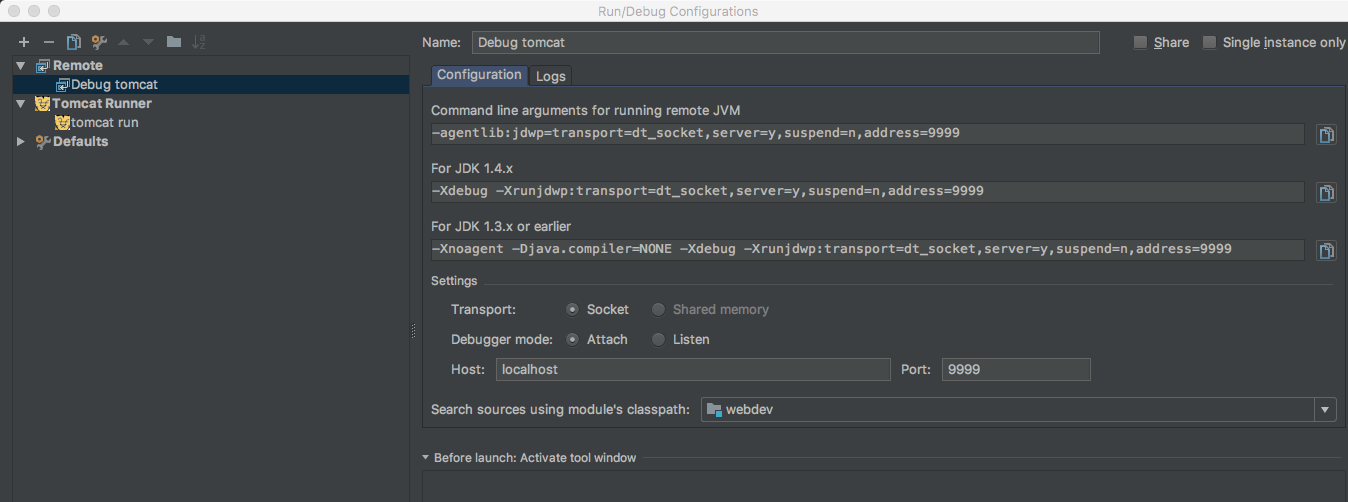 Run/Debug Configurations
Remote
Debug tomcat
Tomcat Runner
tomcat run
Defaults
Name: Debug tomcat Share Single instance only
Configuration Logs
Command line arguments for running remote JVM
-agentlib:jdwp=transport=dt_socket,server=y,suspend=n,address=9999
For JDK 1.4.x
-Xdebug -Xrunjdwp:transport=dt_socket,server=y,suspend=n,address=9999
For JDK 1.3.x or earlier
-Xnoagent -Djava.compiler=NONE -Xdebug -Xrunjdwp:transport=dt_socket,server=y,suspend=n,address=9999
Settings
Transport: Socket Shared memory
Debugger mode: Attach Listen
Host: localhost Port: 9999
Search sources using module's classpath: webdev
Before launch: Activate tool window